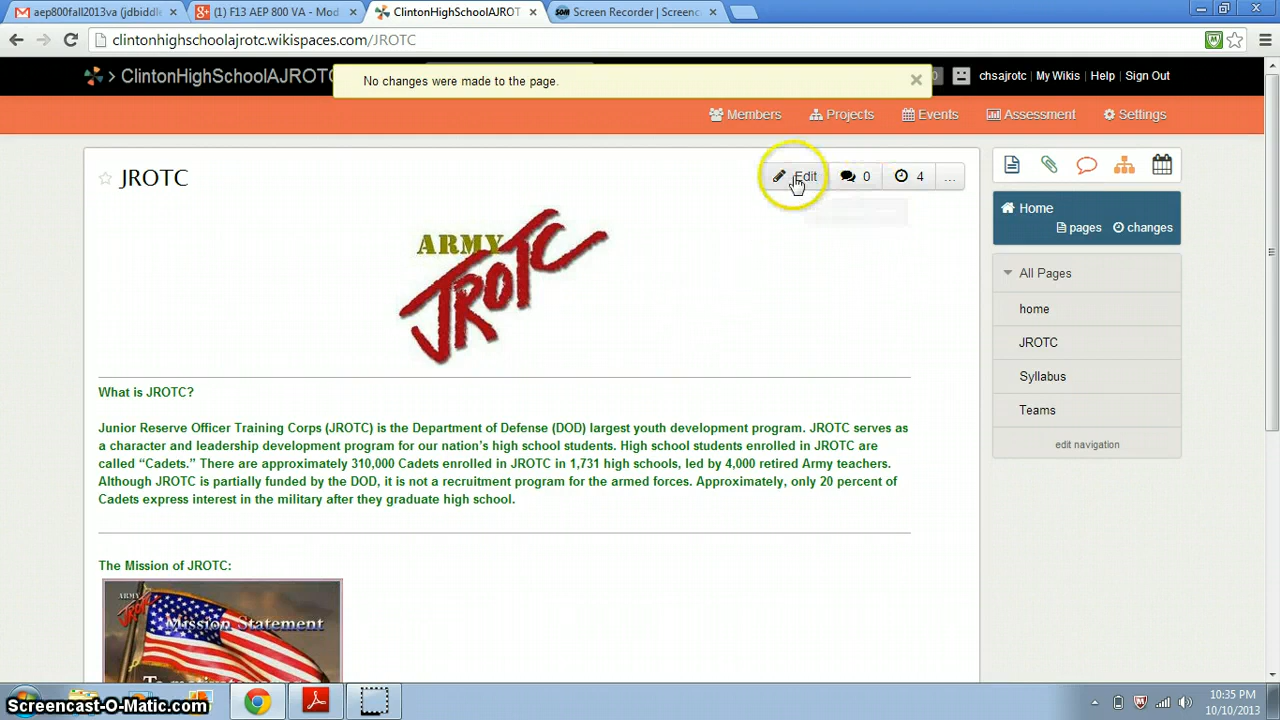 aep800fall2013va (jdbiddle
(1) F13 AEP 800 VA - Mod
ClintonHighSchoolAJROT
Screen Recorder | Screenc
clintonhighschoolajrotc.wikispaces.com/JROTC
ClintonHighSchoolAJROTC
No changes were made to the page.
chsajrotc My Wikis Help Sign Out
Members Projects Events Assessment Settings
JROTC
Edit 0 4 ...
ARMY
JROTC
Home
pages changes
All Pages
home
JROTC
Syllabus
Teams
edit navigation
What is JROTC?
Junior Reserve Officer Training Corps (JROTC) is the Department of Defense (DOD) largest youth development program. JROTC serves as
a character and leadership development program for our nation's high school students. High school students enrolled in JROTC are
called “Cadets.” There are approximately 310,000 Cadets enrolled in JROTC in 1,731 high schools, led by 4,000 retired Army teachers.
Although JROTC is partially funded by the DOD, it is not a recruitment program for the armed forces. Approximately, only 20 percent of
Cadets express interest in the military after they graduate high school.
The Mission of JROTC:
ARMY
JROTC
Mission Statement
Screencast-O-Matic.com
10:35 PM
10/10/2013